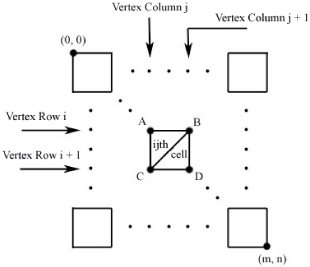 Vertex Column j
Vertex Column j + 1
(0, 0)
Vertex Row i
A
B
ijth
cell
Vertex Row i + 1
C
D
(m, n)